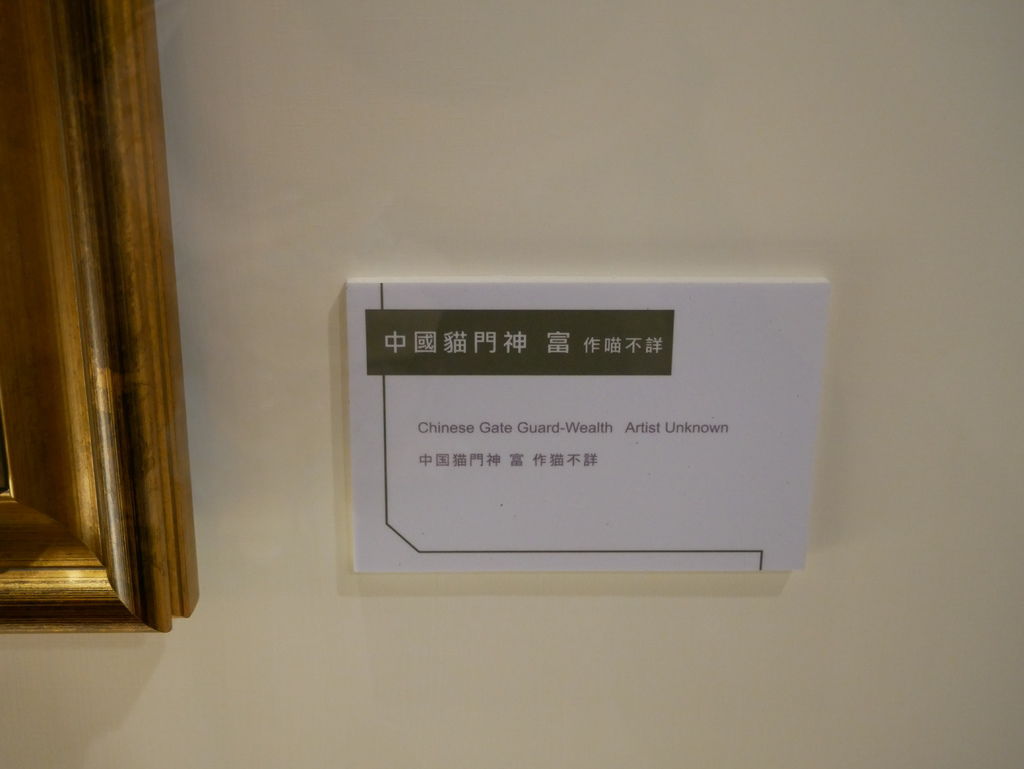 中國貓門神 富 作喵不詳
Chinese Gate Guard-Wealth Artist Unknown
中国猫門神 富 作猫不詳